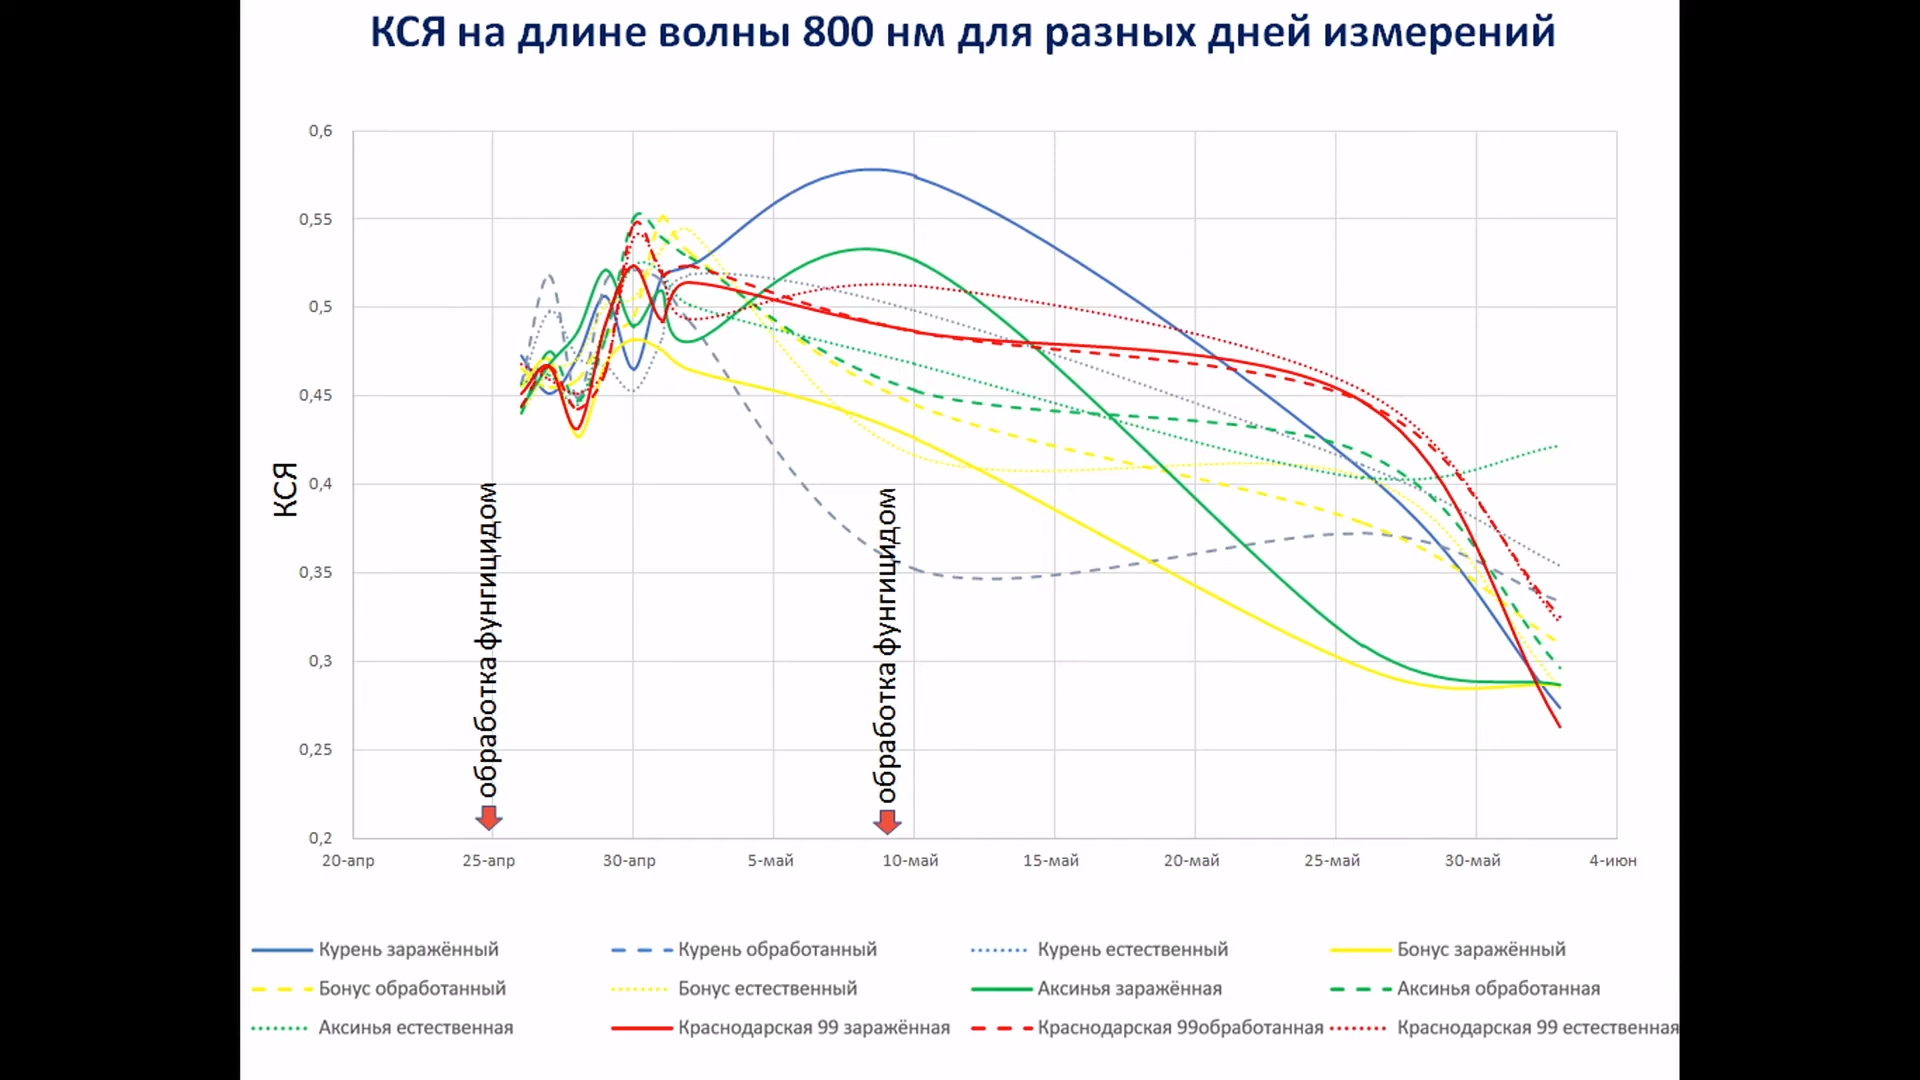 КСЯ на длине волны 800 нм для разных дней измерений
0,6
0,55
0,5
0,45
0,4
0,35
0,3
0,25
0,2
КСЯ
обработка фунгицидом
обработка фунгицидом
20-апр 25-апр 30-апр 5-май 10-май 15-май 20-май 25-май 30-май 4-июн
Курень заражённый Курень обработанный Курень естественный Бонус заражённый
Бонус обработанный Бонус естественный Аксинья заражённая Аксинья обработанная
Аксинья естественная Краснодарская 99 заражённая Краснодарская 99обработанная Краснодарская 99 естественная